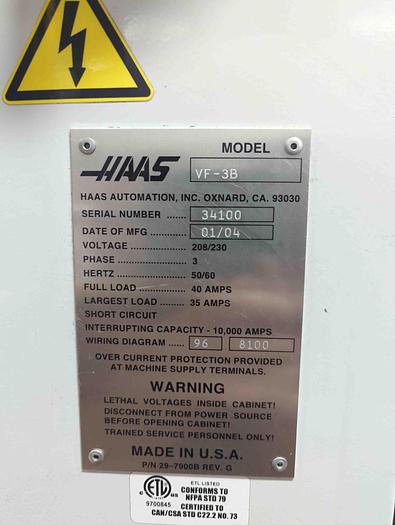 MODEL
HAAS VF-3B
HAAS AUTOMATION, INC. OXNARD, CA. 93030
SERIAL NUMBER ....... 34100
DATE OF MFG ........... 01/04
VOLTAGE .................. 208/230
PHASE ....................... 3
HERTZ ....................... 50/60
FULL LOAD ............... 40 AMPS
LARGEST LOAD ........ 35 AMPS
SHORT CIRCUIT
INTERRUPTING CAPACITY - 10,000 AMPS
WIRING DIAGRAM ...... 96 8100
OVER CURRENT PROTECTION PROVIDED
AT MACHINE SUPPLY TERMINALS.
WARNING
LETHAL VOLTAGES INSIDE CABINET!
DISCONNECT FROM POWER SOURCE
BEFORE OPENING CABINET!
TRAINED SERVICE PERSONNEL ONLY!
MADE IN U.S.A.
P/N 29-7900B REV. G
ETL LISTED
CONFORMS TO
NFPA STD 79
C ETL US
9700845
CERTIFIED TO
CAN/CSA STD C22.2 NO. 73